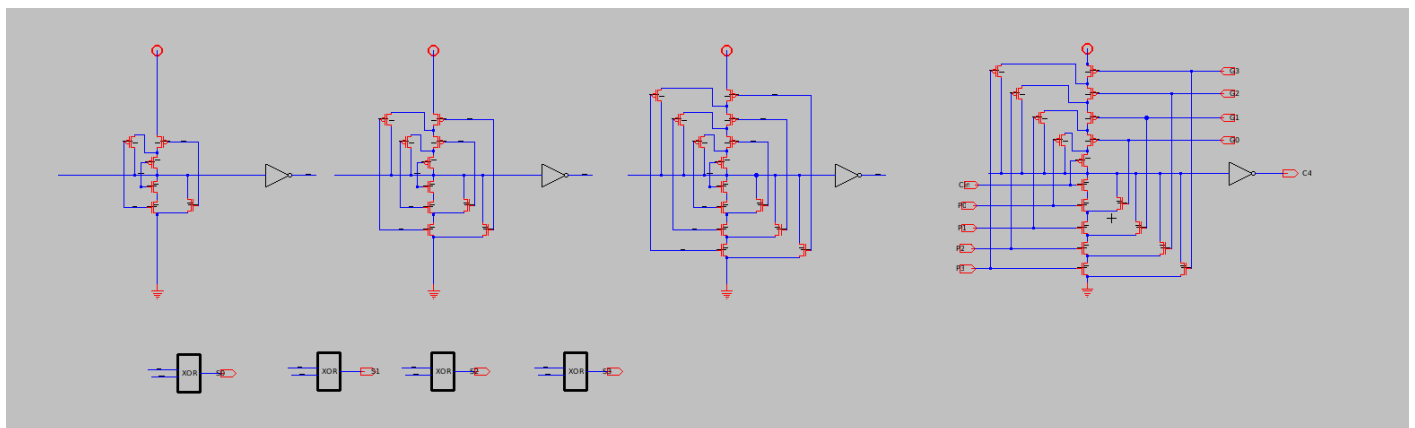 G3
G2
G1
G0
C4
Cin
P0
P1
P2
P3
XOR S0
XOR S1
XOR S2
XOR S3